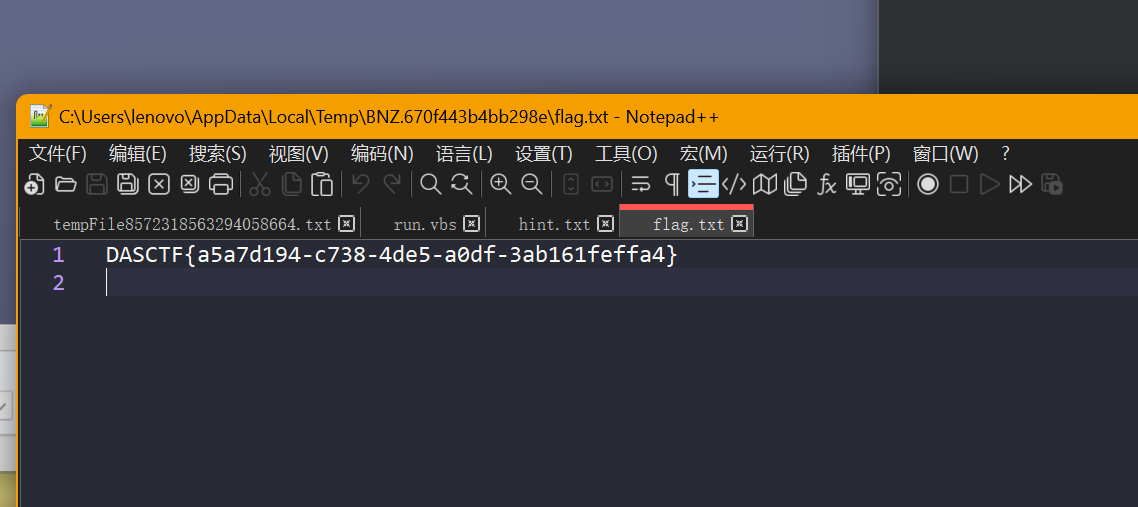 C:\Users\lenovo\AppData\Local\Temp\BNZ.670f443b4bb298e\flag.txt - Notepad++
文件(F) 编辑(E) 搜索(S) 视图(V) 编码(N) 语言(L) 设置(T) 工具(O) 宏(M) 运行(R) 插件(P) 窗口(W) ?
tempFile8572318563294058664.txt run.vbs hint.txt flag.txt
1 DASCTF{a5a7d194-c738-4de5-a0df-3ab161feffa4}
2